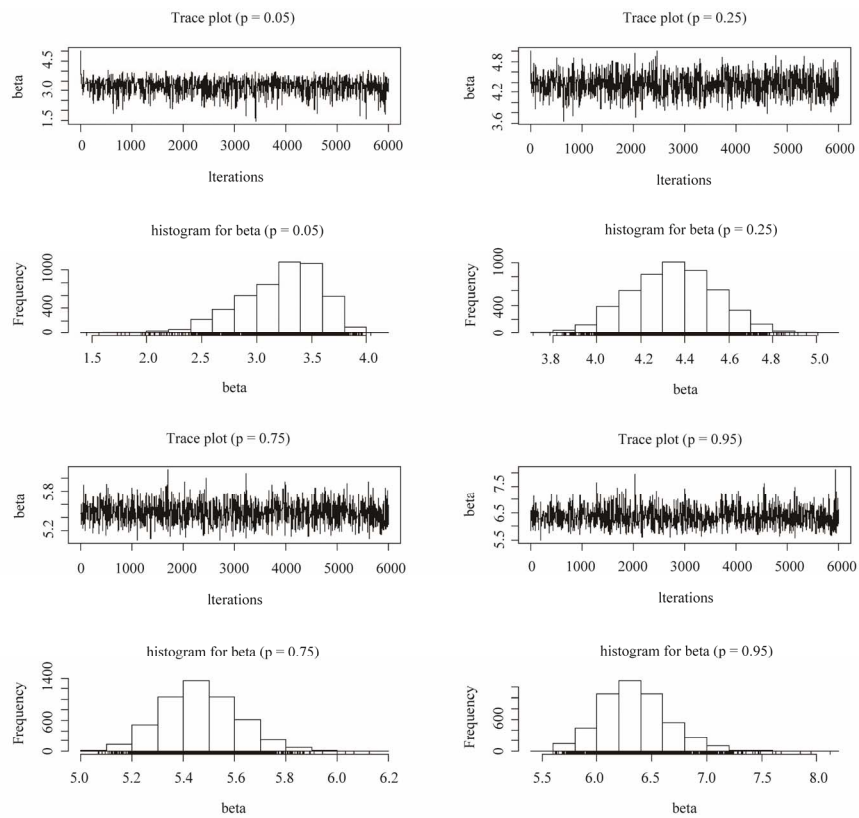 Trace plot (p = 0.05)
beta
4.5
3.0
1.5
0 1000 2000 3000 4000 5000 6000
Iterations
Trace plot (p = 0.25)
beta
4.8
4.2
3.6
0 1000 2000 3000 4000 5000 6000
Iterations
histogram for beta (p = 0.05)
Frequency
1000
400
0
1.5 2.0 2.5 3.0 3.5 4.0
beta
histogram for beta (p = 0.25)
Frequency
1000
400
0
3.8 4.0 4.2 4.4 4.6 4.8 5.0
beta
Trace plot (p = 0.75)
beta
5.8
5.2
0 1000 2000 3000 4000 5000 6000
Iterations
Trace plot (p = 0.95)
beta
7.5
6.5
5.5
0 1000 2000 3000 4000 5000 6000
Iterations
histogram for beta (p = 0.75)
Frequency
1400
600
0
5.0 5.2 5.4 5.6 5.8 6.0 6.2
beta
histogram for beta (p = 0.95)
Frequency
600
0
5.5 6.0 6.5 7.0 7.5 8.0
beta